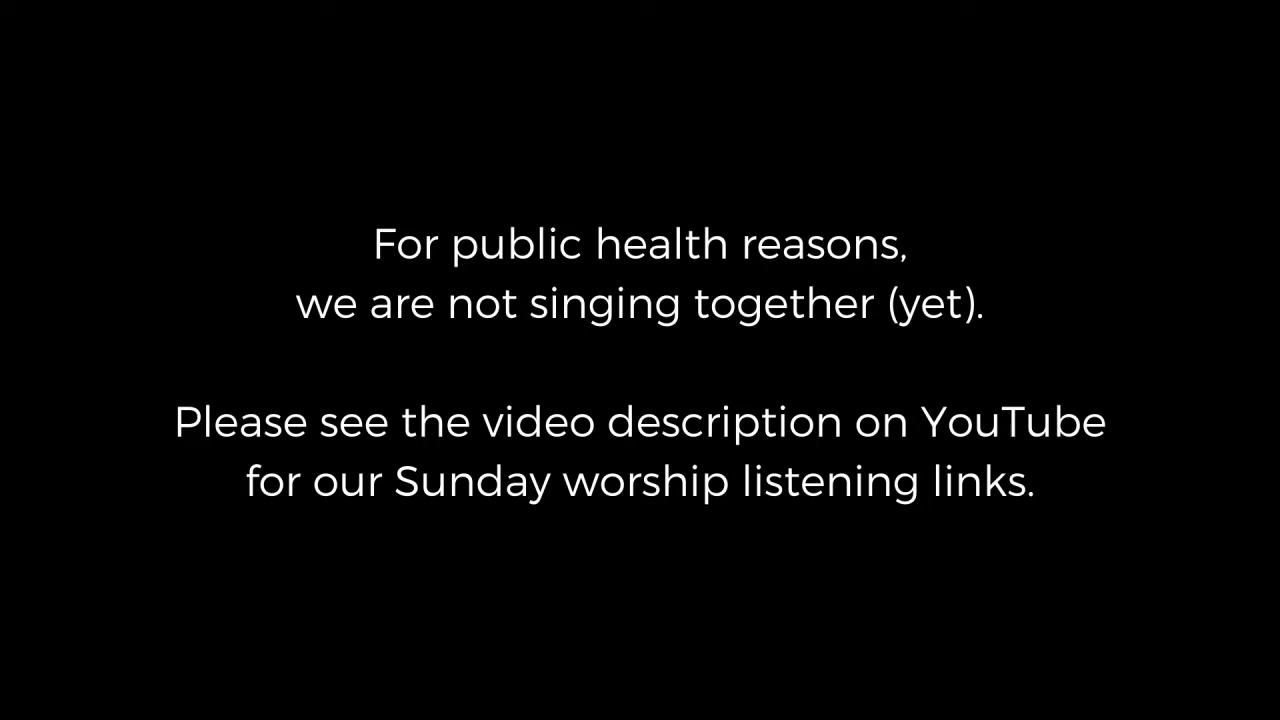 For public health reasons,
we are not singing together (yet).
Please see the video description on YouTube
for our Sunday worship listening links.